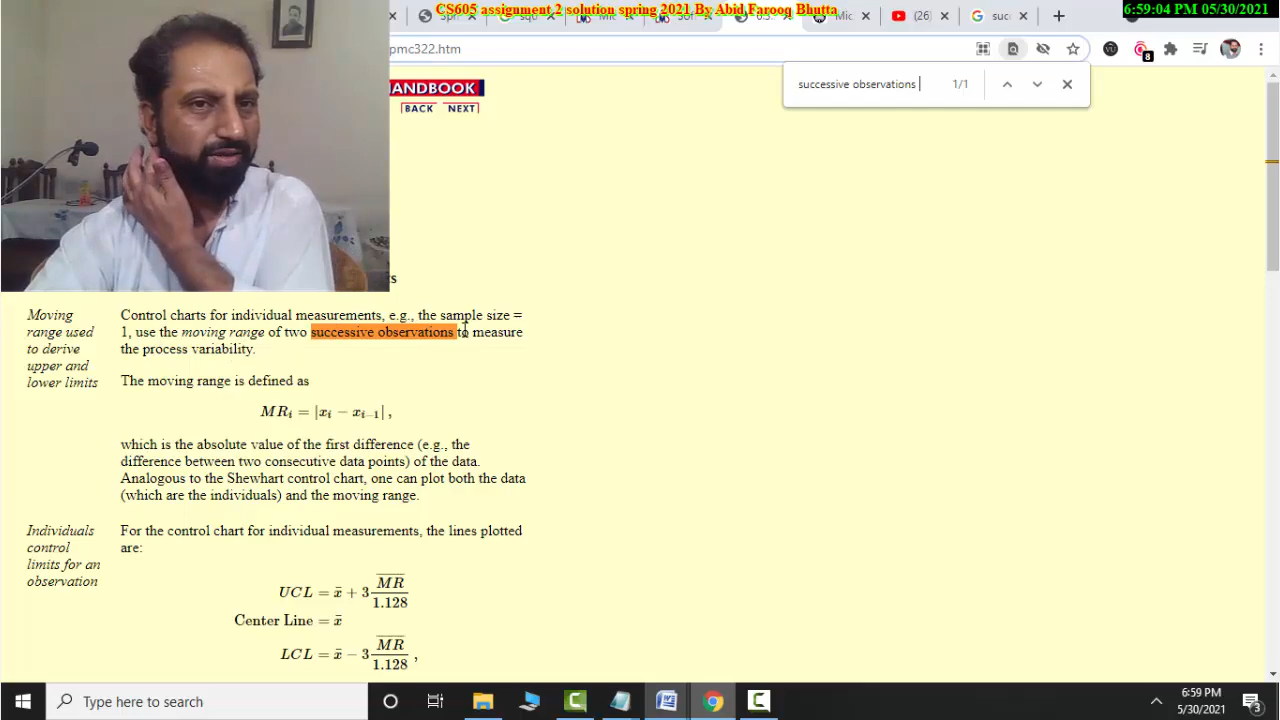 CS605 assignment 2 solution spring 2021 By Abid Farooq Bhutta
6:59:04 PM 05/30/2021
squ
Mic
(26)
suc
pmc322.htm
8
successive observations 1/1
ANDBOOK
BACK NEXT
s
Moving
range used
to derive
upper and
lower limits
Control charts for individual measurements, e.g., the sample size =
1, use the moving range of two successive observations to measure
the process variability.
The moving range is defined as
MRᵢ = |xᵢ − xᵢ₋₁| ,
which is the absolute value of the first difference (e.g., the
difference between two consecutive data points) of the data.
Analogous to the Shewhart control chart, one can plot both the data
(which are the individuals) and the moving range.
Individuals
control
limits for an
observation
For the control chart for individual measurements, the lines plotted
are:
UCL = x̄ + 3 M̅R̅ / 1.128
Center Line = x̄
LCL = x̄ − 3 M̅R̅ / 1.128 ,
Type here to search
6:59 PM
5/30/2021
3